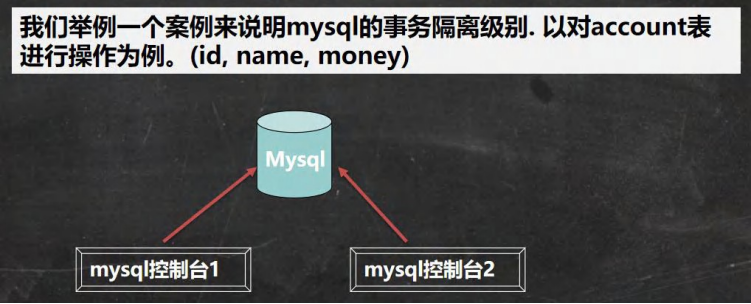 我们举例一个案例来说明mysql的事务隔离级别. 以对account表
进行操作为例。(id, name, money)
Mysql
mysql控制台1
mysql控制台2